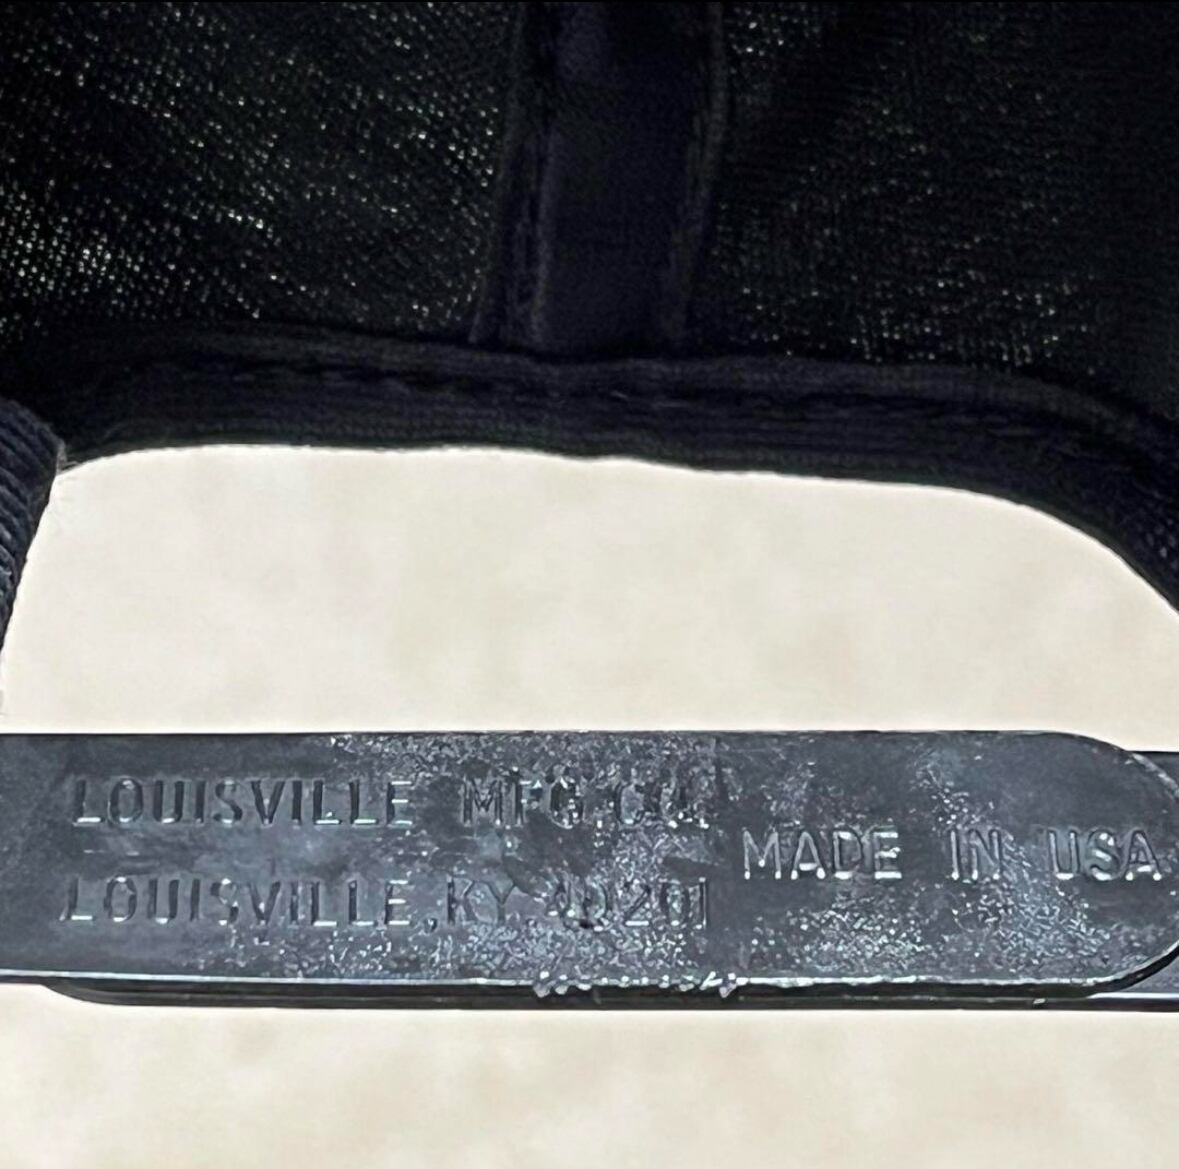 LOUISVILLE MFG.CO.
LOUISVILLE,KY.40201
MADE IN USA